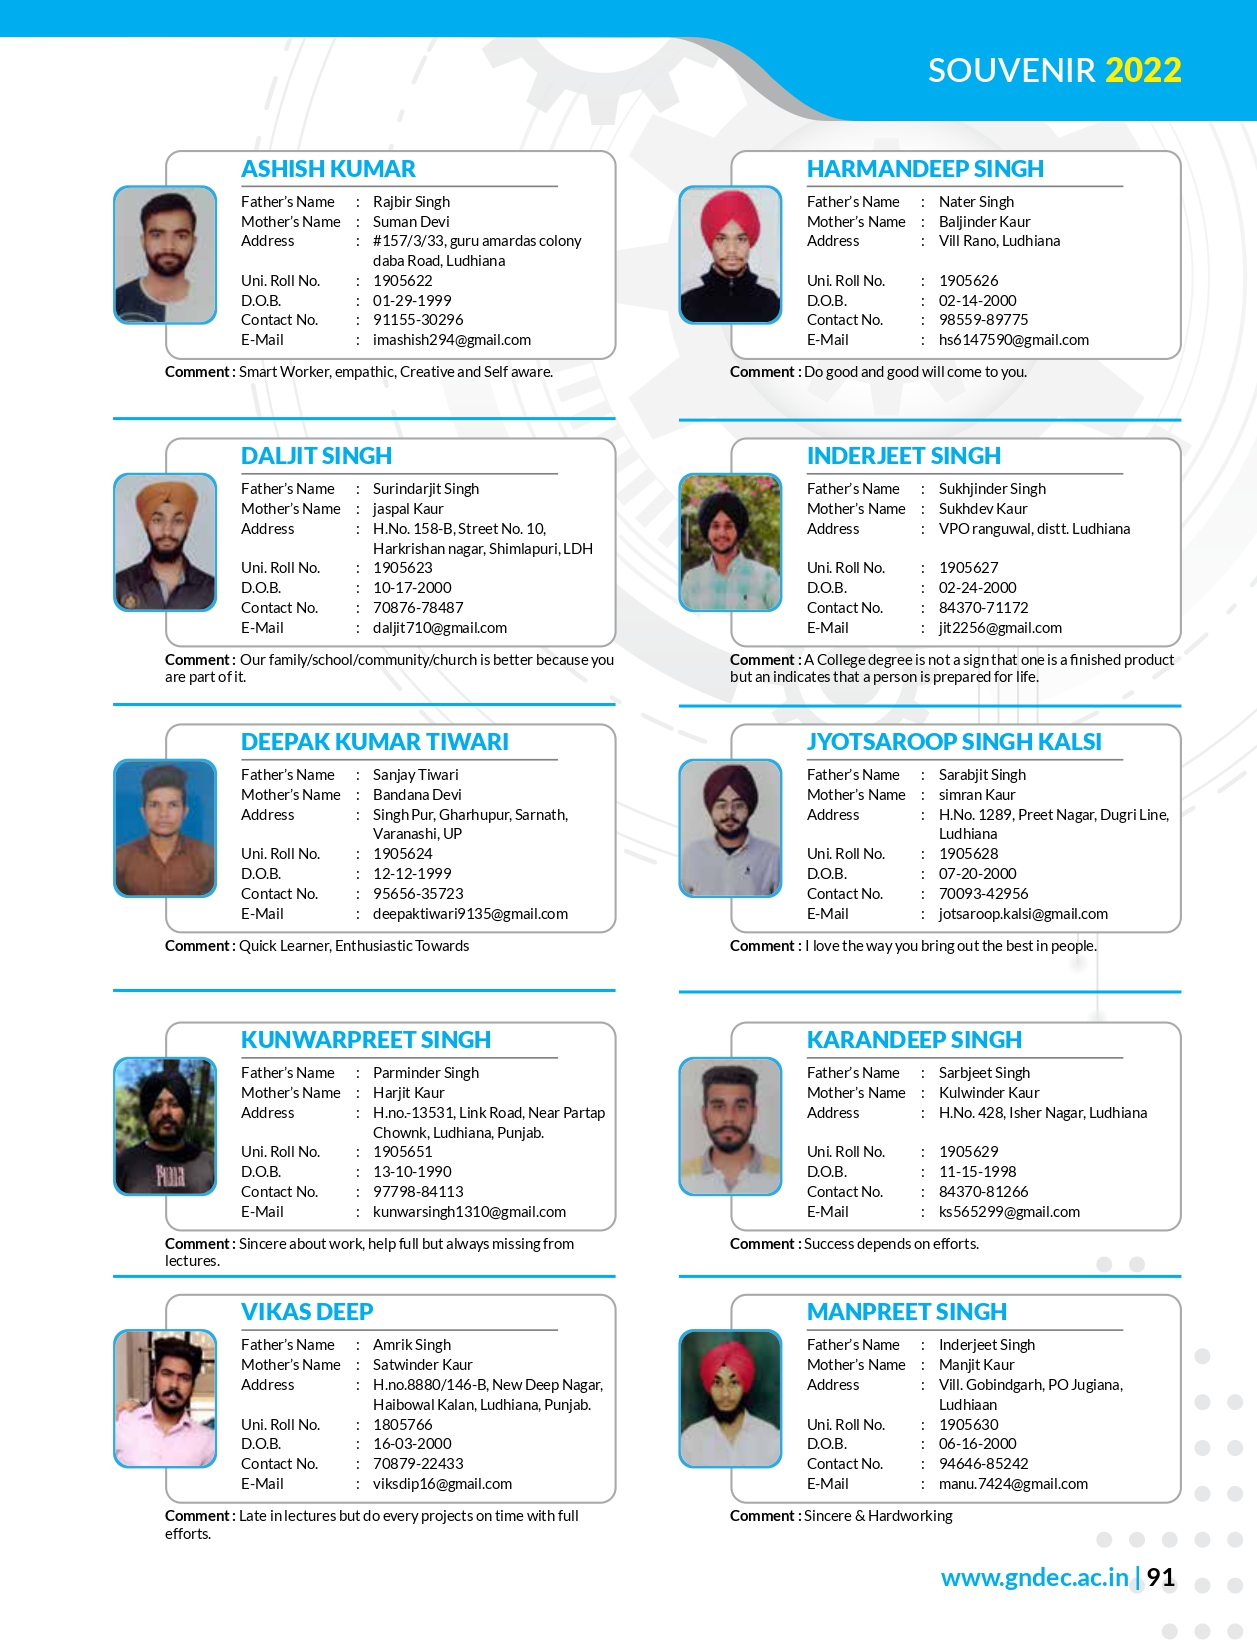 SOUVENIR 2022
ASHISH KUMAR
Father's Name : Rajbir Singh
Mother's Name : Suman Devi
Address : #157/3/33, guru amardas colony
daba Road, Ludhiana
Uni. Roll No. : 1905622
D.O.B. : 01-29-1999
Contact No. : 91155-30296
E-Mail : imashish294@gmail.com
Comment : Smart Worker, empathic, Creative and Self aware.
HARMANDEEP SINGH
Father's Name : Nater Singh
Mother's Name : Baljinder Kaur
Address : Vill Rano, Ludhiana
Uni. Roll No. : 1905626
D.O.B. : 02-14-2000
Contact No. : 98559-89775
E-Mail : hs6147590@gmail.com
Comment : Do good and good will come to you.
DALJIT SINGH
Father's Name : Surindarjit Singh
Mother's Name : jaspal Kaur
Address : H.No. 158-B, Street No. 10,
Harkrishan nagar, Shimlapuri, LDH
Uni. Roll No. : 1905623
D.O.B. : 10-17-2000
Contact No. : 70876-78487
E-Mail : daljit710@gmail.com
Comment : Our family/school/community/church is better because you
are part of it.
INDERJEET SINGH
Father's Name : Sukhjinder Singh
Mother's Name : Sukhdev Kaur
Address : VPO ranguwal, distt. Ludhiana
Uni. Roll No. : 1905627
D.O.B. : 02-24-2000
Contact No. : 84370-71172
E-Mail : jit2256@gmail.com
Comment : A College degree is not a sign that one is a finished product
but an indicates that a person is prepared for life.
DEEPAK KUMAR TIWARI
Father's Name : Sanjay Tiwari
Mother's Name : Bandana Devi
Address : Singh Pur, Gharhupur, Sarnath,
Varanashi, UP
Uni. Roll No. : 1905624
D.O.B. : 12-12-1999
Contact No. : 95656-35723
E-Mail : deepaktiwari9135@gmail.com
Comment : Quick Learner, Enthusiastic Towards
JYOTSAROOP SINGH KALSI
Father's Name : Sarabjit Singh
Mother's Name : simran Kaur
Address : H.No. 1289, Preet Nagar, Dugri Line,
Ludhiana
Uni. Roll No. : 1905628
D.O.B. : 07-20-2000
Contact No. : 70093-42956
E-Mail : jotsaroop.kalsi@gmail.com
Comment : I love the way you bring out the best in people.
KUNWARPREET SINGH
Father's Name : Parminder Singh
Mother's Name : Harjit Kaur
Address : H.no.-13531, Link Road, Near Partap
Chownk, Ludhiana, Punjab.
Uni. Roll No. : 1905651
D.O.B. : 13-10-1990
Contact No. : 97798-84113
E-Mail : kunwarsingh1310@gmail.com
Comment : Sincere about work, help full but always missing from
lectures.
KARANDEEP SINGH
Father's Name : Sarbjeet Singh
Mother's Name : Kulwinder Kaur
Address : H.No. 428, Isher Nagar, Ludhiana
Uni. Roll No. : 1905629
D.O.B. : 11-15-1998
Contact No. : 84370-81266
E-Mail : ks565299@gmail.com
Comment : Success depends on efforts.
VIKAS DEEP
Father's Name : Amrik Singh
Mother's Name : Satwinder Kaur
Address : H.no.8880/146-B, New Deep Nagar,
Haibowal Kalan, Ludhiana, Punjab.
Uni. Roll No. : 1805766
D.O.B. : 16-03-2000
Contact No. : 70879-22433
E-Mail : viksdip16@gmail.com
Comment : Late in lectures but do every projects on time with full
efforts.
MANPREET SINGH
Father's Name : Inderjeet Singh
Mother's Name : Manjit Kaur
Address : Vill. Gobindgarh, PO Jugiana,
Ludhiaan
Uni. Roll No. : 1905630
D.O.B. : 06-16-2000
Contact No. : 94646-85242
E-Mail : manu.7424@gmail.com
Comment : Sincere & Hardworking
www.gndec.ac.in | 91